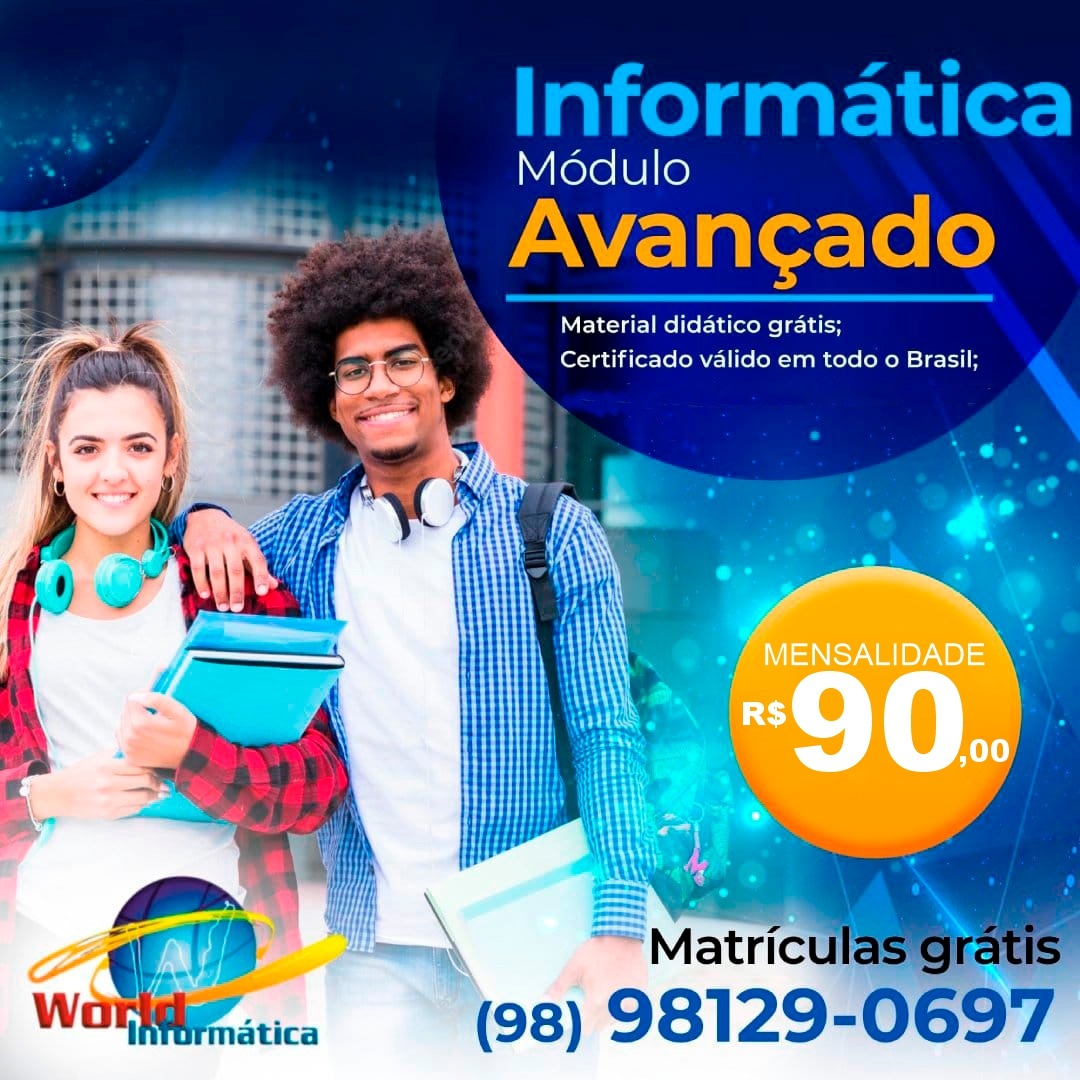 Informática
Módulo
Avançado
Material didático grátis;
Certificado válido em todo o Brasil;
MENSALIDADE
R$ 90,00
Matrículas grátis
(98) 98129-0697
World
Informática